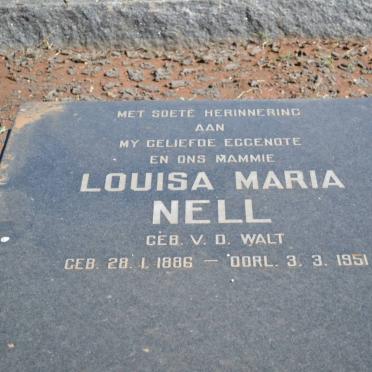 MET SOETE HERINNERING
AAN
MY GELIEFDE EGGENOTE
EN ONS MAMMIE
LOUISA MARIA
NELL
GEB. V. D. WALT
GEB. 28. 1. 1886 — OORL. 3. 3. 1951